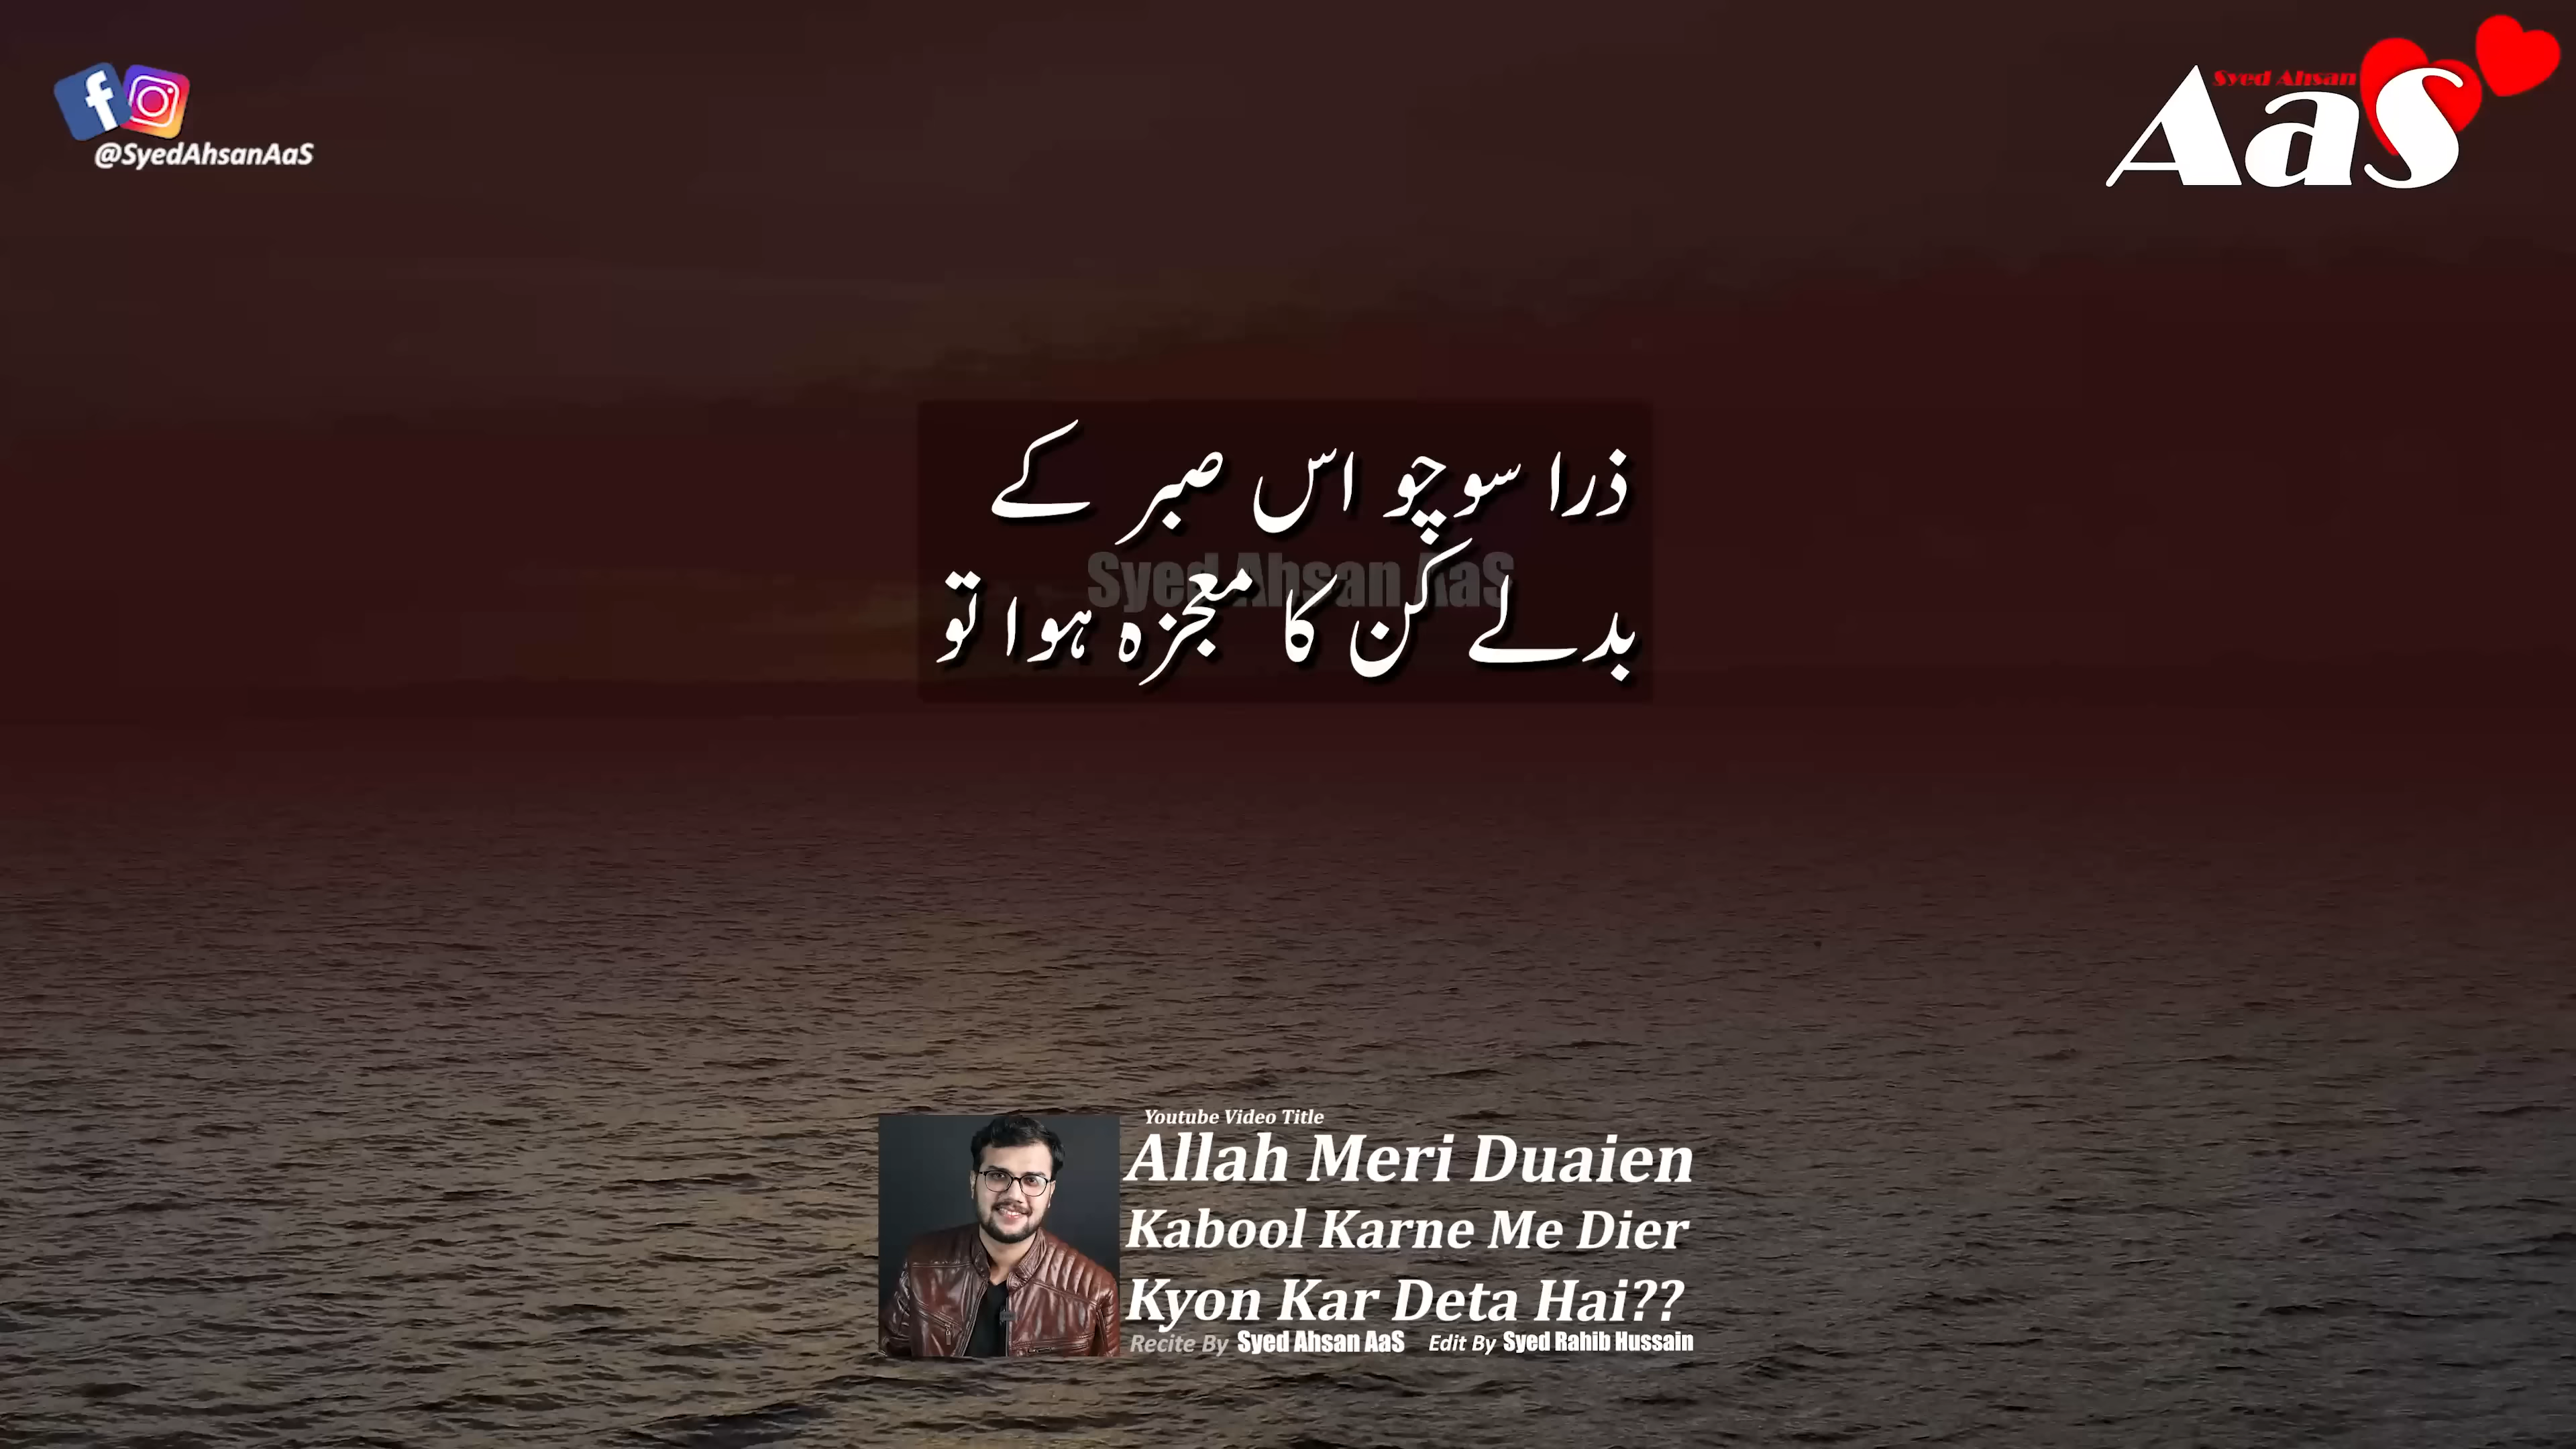 @SyedAhsanAaS
Syed Ahsan
AaS
ذرا سوچو اس صبر کے
بدلے کن کا معجزہ ہوا تو
Syed Ahsan AaS
Youtube Video Title
Allah Meri Duaien
Kabool Karne Me Dier
Kyon Kar Deta Hai??
Recite By Syed Ahsan AaS Edit By Syed Rahib Hussain